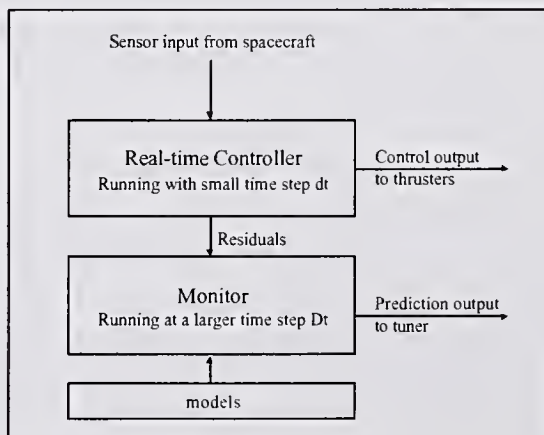 Sensor input from spacecraft
Real-time Controller
Running with small time step dt
Control output
to thrusters
Residuals
Monitor
Running at a larger time step Dt
Prediction output
to tuner
models